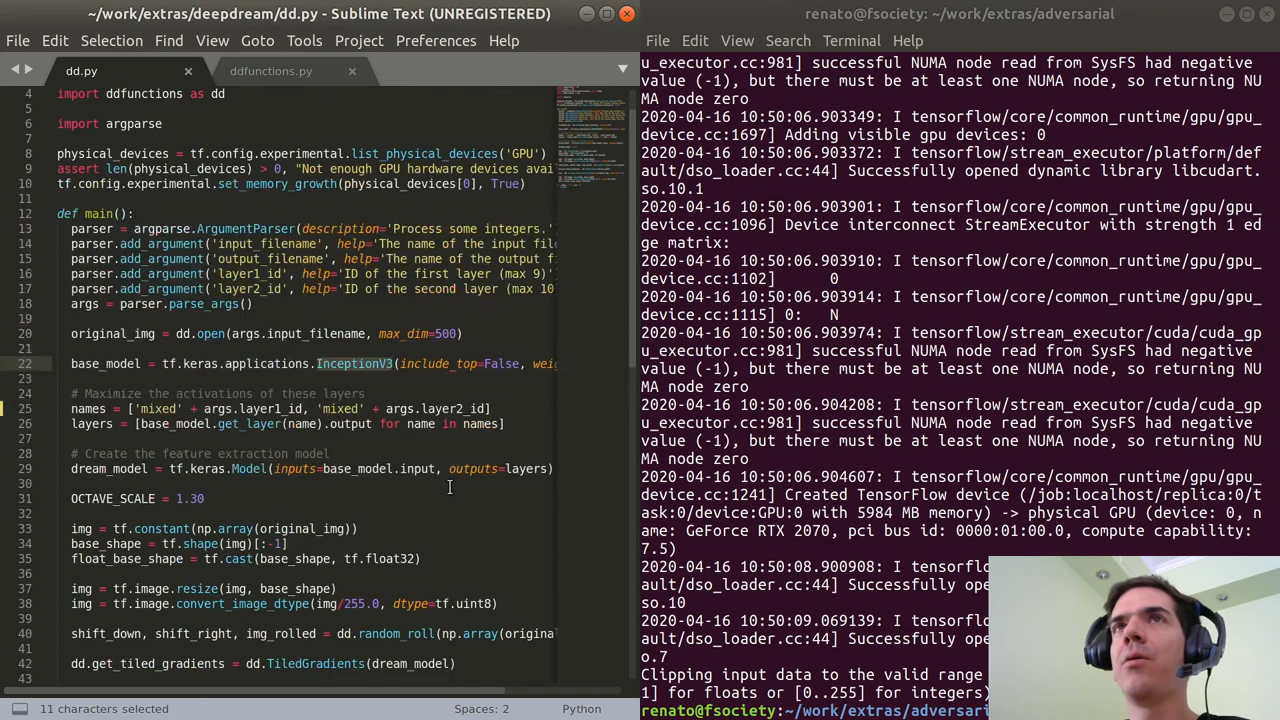 ~/work/extras/deepdream/dd.py - Sublime Text (UNREGISTERED)
File Edit Selection Find View Goto Tools Project Preferences Help
dd.py ddfunctions.py
4 import ddfunctions as dd
5
6 import argparse
7
8 physical_devices = tf.config.experimental.list_physical_devices('GPU')
9 assert len(physical_devices) > 0, "Not enough GPU hardware devices avai
10 tf.config.experimental.set_memory_growth(physical_devices[0], True)
11
12 def main():
13 parser = argparse.ArgumentParser(description='Process some integers.'
14 parser.add_argument('input_filename', help='The name of the input file
15 parser.add_argument('output_filename', help='The name of the output f
16 parser.add_argument('layer1_id', help='ID of the first layer (max 9)'
17 parser.add_argument('layer2_id', help='ID of the second layer (max 10
18 args = parser.parse_args()
19
20 original_img = dd.open(args.input_filename, max_dim=500)
21
22 base_model = tf.keras.applications.InceptionV3(include_top=False, weig
23
24 # Maximize the activations of these layers
25 names = ['mixed' + args.layer1_id, 'mixed' + args.layer2_id]
26 layers = [base_model.get_layer(name).output for name in names]
27
28 # Create the feature extraction model
29 dream_model = tf.keras.Model(inputs=base_model.input, outputs=layers)
30
31 OCTAVE_SCALE = 1.30
32
33 img = tf.constant(np.array(original_img))
34 base_shape = tf.shape(img)[:-1]
35 float_base_shape = tf.cast(base_shape, tf.float32)
36
37 img = tf.image.resize(img, base_shape)
38 img = tf.image.convert_image_dtype(img/255.0, dtype=tf.uint8)
39
40 shift_down, shift_right, img_rolled = dd.random_roll(np.array(origina
41
42 dd.get_tiled_gradients = dd.TiledGradients(dream_model)
43
11 characters selected Spaces: 2 Python
renato@fsociety: ~/work/extras/adversarial
File Edit View Search Terminal Help
u_executor.cc:981] successful NUMA node read from SysFS had negative
value (-1), but there must be at least one NUMA node, so returning NU
MA node zero
2020-04-16 10:50:06.903349: I tensorflow/core/common_runtime/gpu/gpu_
device.cc:1697] Adding visible gpu devices: 0
2020-04-16 10:50:06.903772: I tensorflow/stream_executor/platform/def
ault/dso_loader.cc:44] Successfully opened dynamic library libcudart.
so.10.1
2020-04-16 10:50:06.903901: I tensorflow/core/common_runtime/gpu/gpu_
device.cc:1096] Device interconnect StreamExecutor with strength 1 ed
ge matrix:
2020-04-16 10:50:06.903910: I tensorflow/core/common_runtime/gpu/gpu_
device.cc:1102] 0
2020-04-16 10:50:06.903914: I tensorflow/core/common_runtime/gpu/gpu_
device.cc:1115] 0: N
2020-04-16 10:50:06.903974: I tensorflow/stream_executor/cuda/cuda_gp
u_executor.cc:981] successful NUMA node read from SysFS had negative
value (-1), but there must be at least one NUMA node, so returning NU
MA node zero
2020-04-16 10:50:06.904208: I tensorflow/stream_executor/cuda/cuda_gp
u_executor.cc:981] successful NUMA node read from SysFS had negative
value (-1), but there must be at least one NUMA node, so returning NU
MA node zero
2020-04-16 10:50:06.904607: I tensorflow/core/common_runtime/gpu/gpu_
device.cc:1241] Created TensorFlow device (/job:localhost/replica:0/t
ask:0/device:GPU:0 with 5984 MB memory) -> physical GPU (device: 0, n
ame: GeForce RTX 2070, pci bus id: 0000:01:00.0, compute capability:
7.5)
2020-04-16 10:50:08.900908: I tensorfl
ault/dso_loader.cc:44] Successfully ope
so.10
2020-04-16 10:50:09.069139: I tensorfl
ault/dso_loader.cc:44] Successfully ope
o.7
Clipping input data to the valid range
1] for floats or [0..255] for integers)
renato@fsociety:~/work/extras/adversari